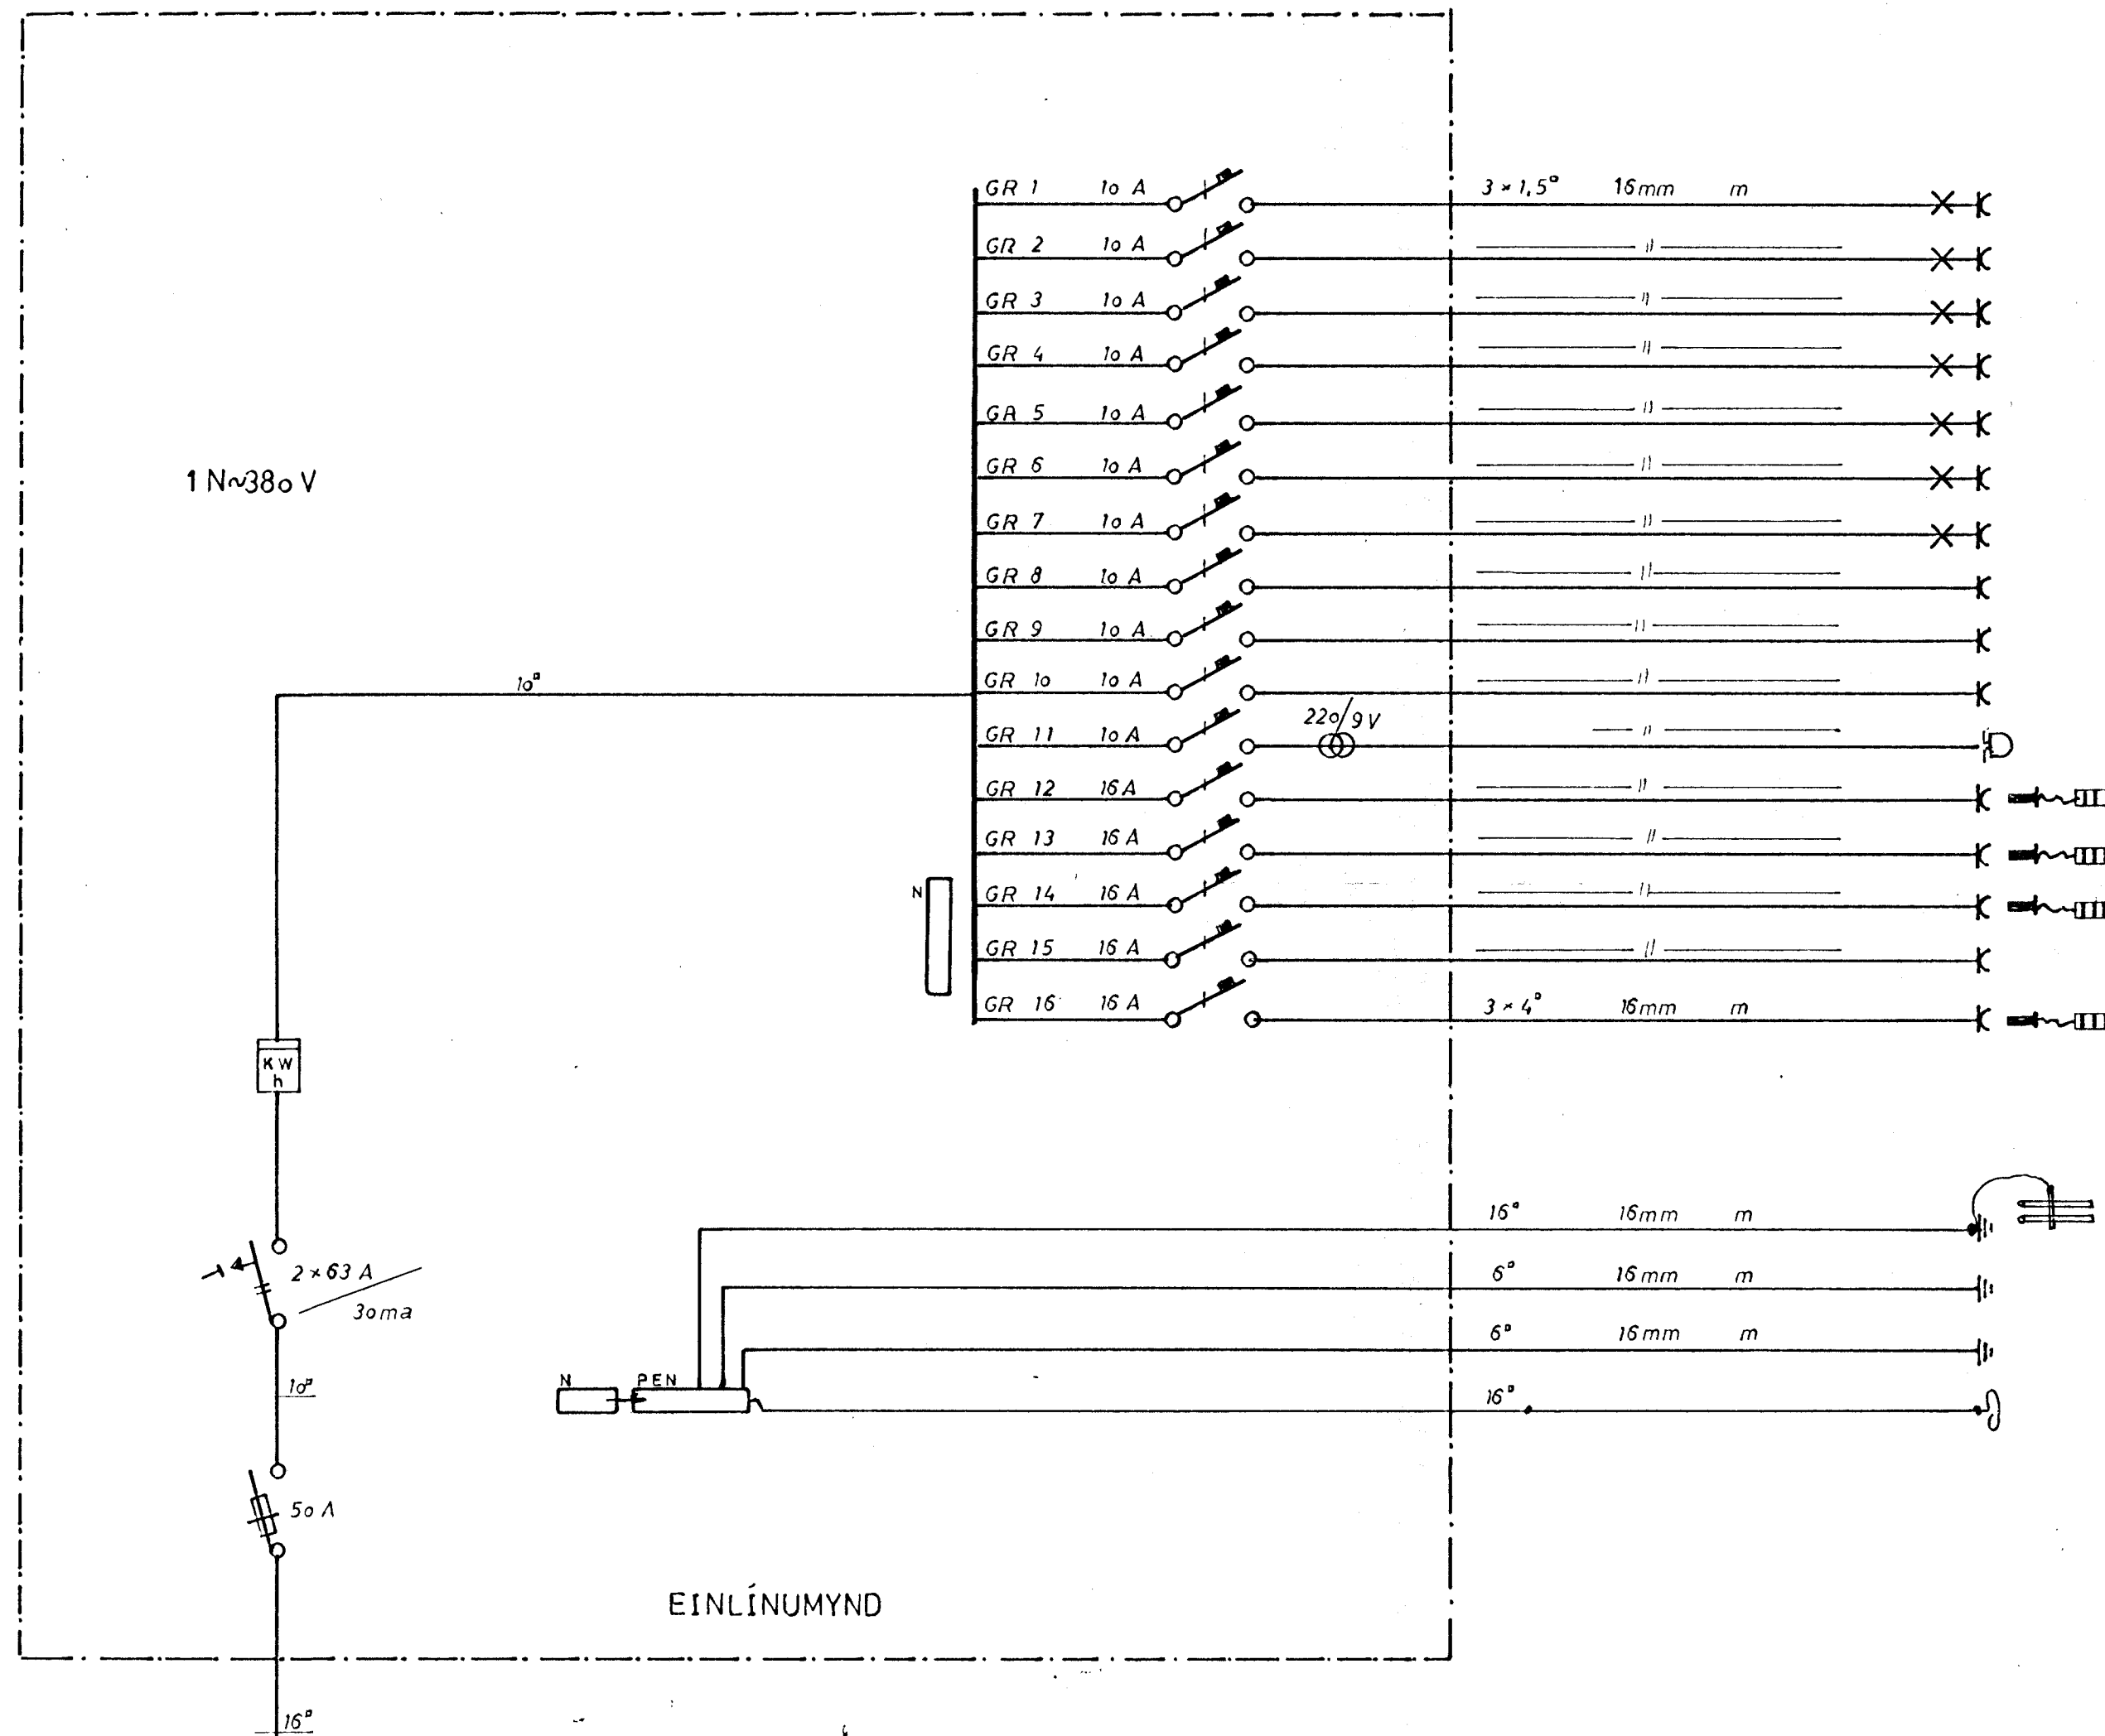 GR 1 10 A 3 × 1,5▫ 16mm m
GR 2 10 A 〃
GR 3 10 A 〃
GR 4 10 A 〃
GR 5 10 A 〃
1 N~380 V
GR 6 10 A 〃
GR 7 10 A 〃
GR 8 10 A 〃
GR 9 10 A 〃
10▫
GR 10 10 A 〃
220/9V
GR 11 10 A 〃
GR 12 16 A 〃
GR 13 16 A 〃
N
GR 14 16 A 〃
GR 15 16 A 〃
GR 16 16 A 3 × 4▫ 16mm m
KW
h
16▫ 16mm m
2 × 63 A
30ma
6▫ 16mm m
6▫ 16mm m
N PEN
10▫
16▫
50 A
EINLÍNUMYND
16▫